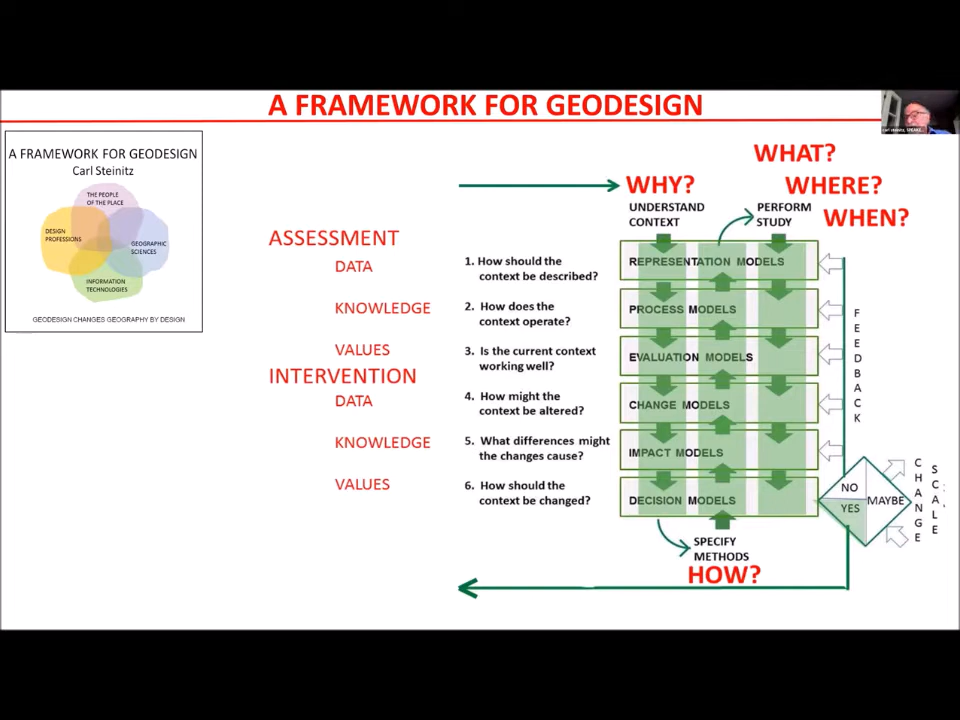 A FRAMEWORK FOR GEODESIGN
A FRAMEWORK FOR GEODESIGN
Carl Steinitz
THE PEOPLE
OF THE PLACE
DESIGN
PROFESSIONS
GEOGRAPHIC
SCIENCES
INFORMATION
TECHNOLOGIES
GEODESIGN CHANGES GEOGRAPHY BY DESIGN
ASSESSMENT
DATA
KNOWLEDGE
VALUES
INTERVENTION
DATA
KNOWLEDGE
VALUES
1. How should the
context be described?
2. How does the
context operate?
3. Is the current context
working well?
4. How might the
context be altered?
5. What differences might
the changes cause?
6. How should the
context be changed?
WHY?
UNDERSTAND
CONTEXT
WHAT?
WHERE?
WHEN?
PERFORM
STUDY
REPRESENTATION MODELS
PROCESS MODELS
EVALUATION MODELS
CHANGE MODELS
IMPACT MODELS
DECISION MODELS
SPECIFY
METHODS
HOW?
FEEDBACK
NO
YES
MAYBE
CHANGE
SCALE